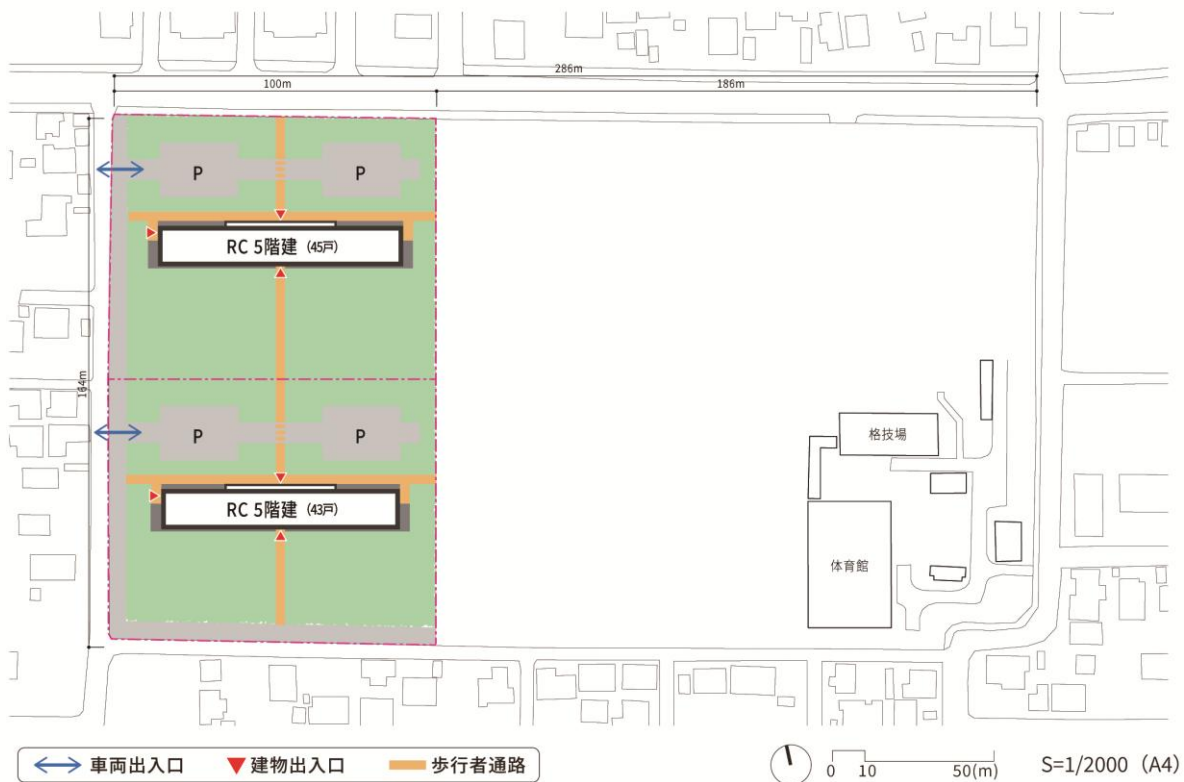 286m
100m
186m
164m
P
P
RC 5階建（45戸）
P
P
RC 5階建（43戸）
格技場
体育館
車両出入口
建物出入口
歩行者通路
0 10 50(m)
S=1/2000（A4）